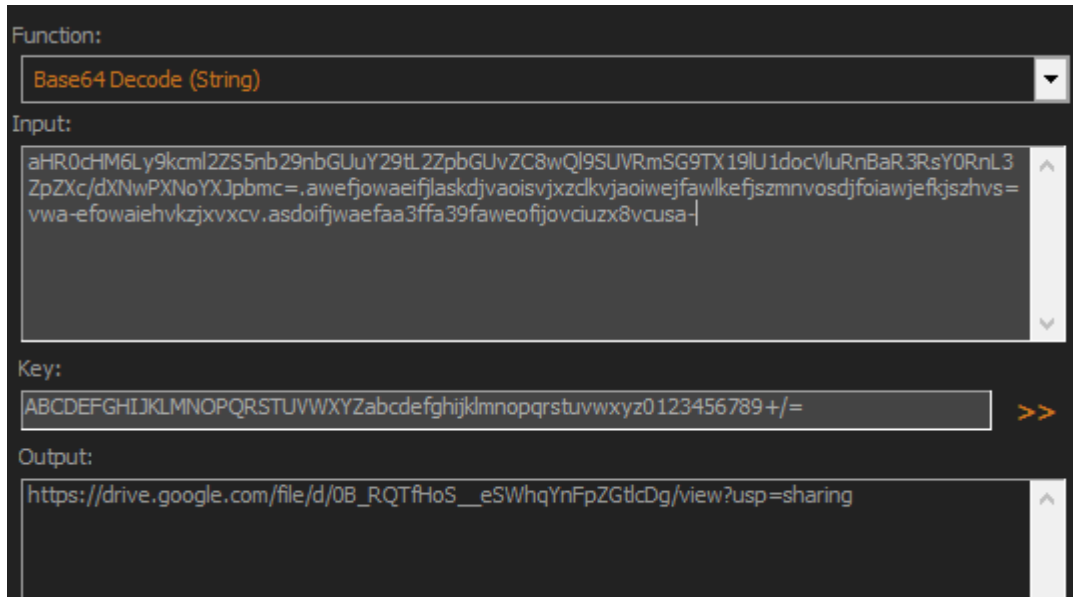 Function:
Base64 Decode (String)
Input:
aHR0cHM6Ly9kcml2ZS5nb29nbGUuY29tL2ZpbGUvZC8wQl9SUVRmSG9TX19lU1docVluRnBaR3RsY0RnL3
ZpZXc/dXNwPXNoYXJpbmc=.awefjowaeifjlaskdjvaoisvjxzclkvjaoiwejfawlkefjszmnvosdjfoiawjefkjszhvs=
vwa-efowaiehvkzjxvxcv.asdoifjwaefaa3ffa39faweofijovciuzx8vcusa-
Key:
ABCDEFGHIJKLMNOPQRSTUVWXYZabcdefghijklmnopqrstuvwxyz0123456789+/=
>>
Output:
https://drive.google.com/file/d/0B_RQTfHoS__eSWhqYnFpZGtlcDg/view?usp=sharing